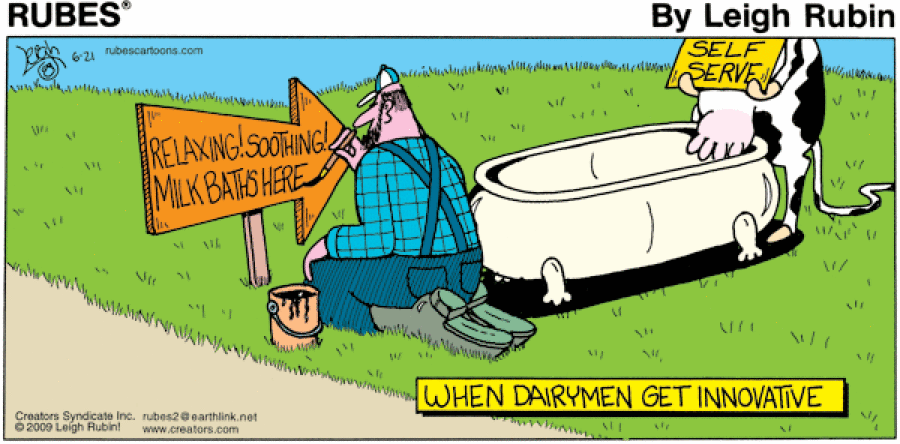 RUBES®
By Leigh Rubin
Leigh
6-21
rubescartoons.com
SELF
SERVE
RELAXING! SOOTHING!
MILK BATHS HERE
WHEN DAIRYMEN GET INNOVATIVE
Creators Syndicate Inc. rubes2@earthlink.net
© 2009 Leigh Rubin! www.creators.com